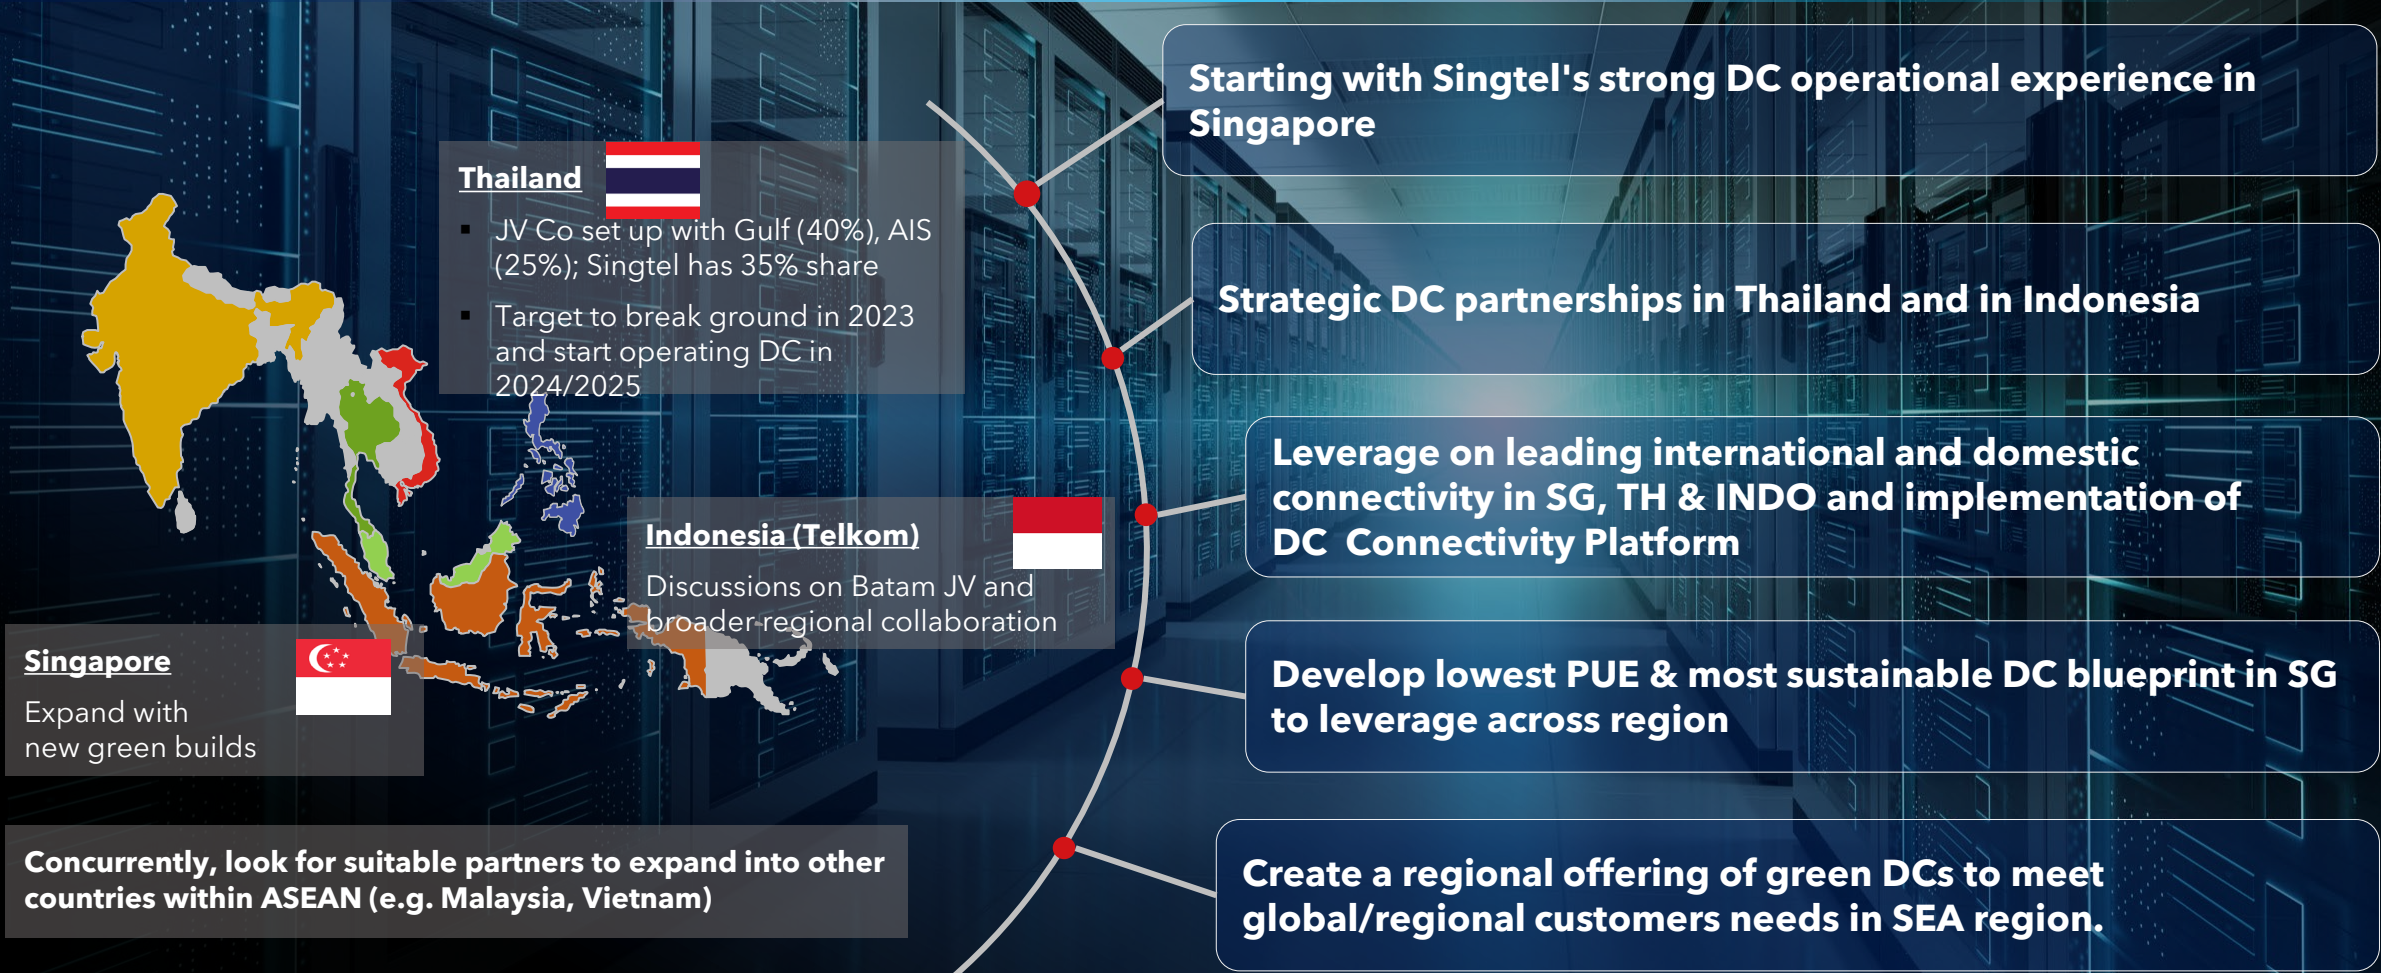 Thailand
▪ JV Co set up with Gulf (40%), AIS
(25%); Singtel has 35% share
▪ Target to break ground in 2023
and start operating DC in
2024/2025
Indonesia (Telkom)
Discussions on Batam JV and
broader regional collaboration
Singapore
Expand with
new green builds
Concurrently, look for suitable partners to expand into other
countries within ASEAN (e.g. Malaysia, Vietnam)
Starting with Singtel's strong DC operational experience in
Singapore
Strategic DC partnerships in Thailand and in Indonesia
Leverage on leading international and domestic
connectivity in SG, TH & INDO and implementation of
DC  Connectivity Platform
Develop lowest PUE & most sustainable DC blueprint in SG
to leverage across region
Create a regional offering of green DCs to meet
global/regional customers needs in SEA region.